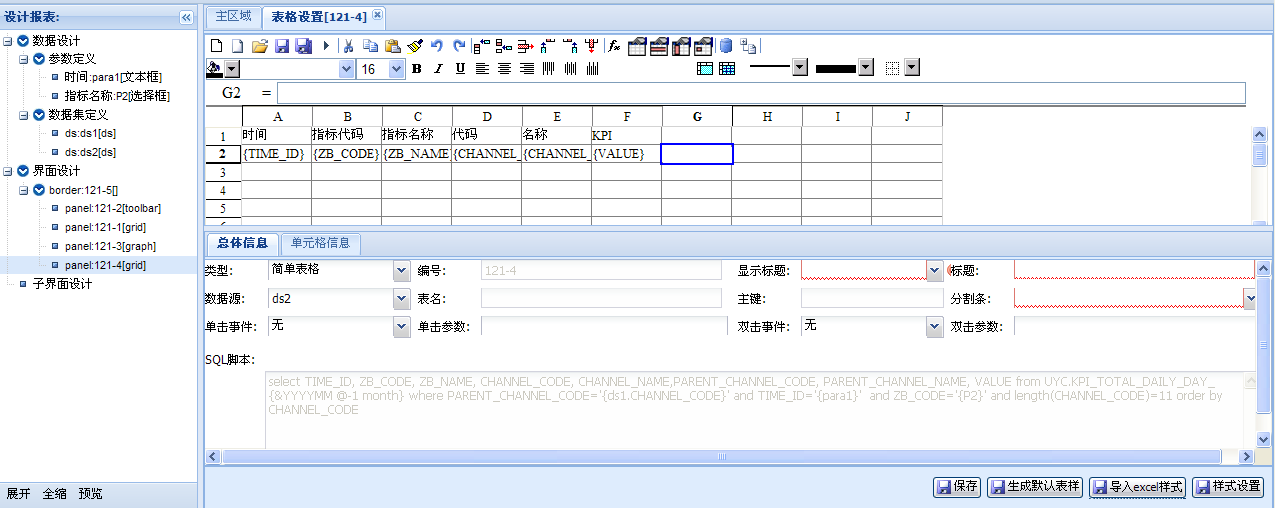 设计报表:
主区域 表格设置[121-4]
数据设计
参数定义
时间:para1[文本框]
指标名称:P2[选择框]
数据集定义
ds:ds1[ds]
ds:ds2[ds]
界面设计
border:121-5[]
panel:121-2[toolbar]
panel:121-1[grid]
panel:121-3[graph]
panel:121-4[grid]
子界面设计
展开 全缩 预览
fx
16 B I U
G2 =
A B C D E F G H I J
1 时间 指标代码 指标名称 代码 名称 KPI
2 {TIME_ID} {ZB_CODE} {ZB_NAME {CHANNEL_ {CHANNEL_ {VALUE}
3
4
5
总体信息 单元格信息
类型: 简单表格 编号: 121-4 显示标题: 标题:
数据源: ds2 表名: 主键: 分割条:
单击事件: 无 单击参数: 双击事件: 无 双击参数:
SQL脚本:
select TIME_ID, ZB_CODE, ZB_NAME, CHANNEL_CODE, CHANNEL_NAME,PARENT_CHANNEL_CODE, PARENT_CHANNEL_NAME, VALUE from UYC.KPI_TOTAL_DAILY_DAY_
{&YYYYMM @-1 month} where PARENT_CHANNEL_CODE='{ds1.CHANNEL_CODE}' and TIME_ID='{para1}' and ZB_CODE='{P2}' and length(CHANNEL_CODE)=11 order by
CHANNEL_CODE
保存 生成默认表样 导入excel样式 样式设置